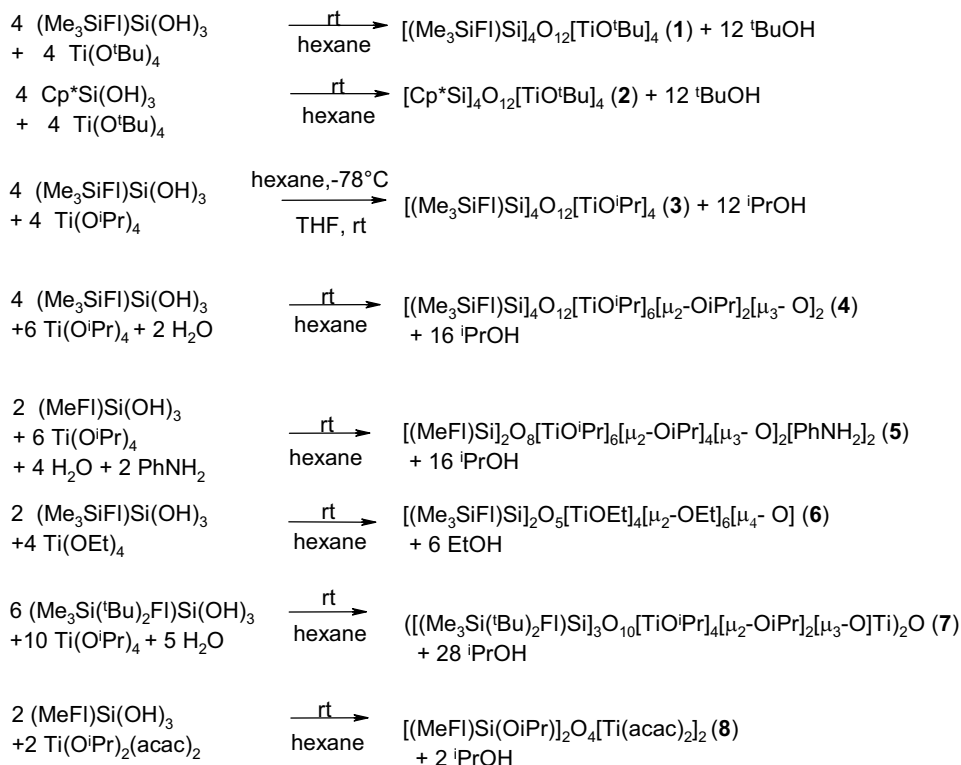 4 (Me₃SiFl)Si(OH)₃ rt [(Me₃SiFl)Si]₄O₁₂[TiOᵗBu]₄ (1) + 12 ᵗBuOH
+ 4 Ti(OᵗBu)₄ hexane
4 Cp*Si(OH)₃ rt [Cp*Si]₄O₁₂[TiOᵗBu]₄ (2) + 12 ᵗBuOH
+ 4 Ti(OᵗBu)₄ hexane
4 (Me₃SiFl)Si(OH)₃ hexane,-78°C [(Me₃SiFl)Si]₄O₁₂[TiOⁱPr]₄ (3) + 12 ⁱPrOH
+ 4 Ti(OⁱPr)₄ THF, rt
4 (Me₃SiFl)Si(OH)₃ rt [(Me₃SiFl)Si]₄O₁₂[TiOⁱPr]₆[μ₂-OiPr]₂[μ₃- O]₂ (4)
+6 Ti(OⁱPr)₄ + 2 H₂O hexane + 16 ⁱPrOH
2 (MeFl)Si(OH)₃
+ 6 Ti(OⁱPr)₄ rt [(MeFl)Si]₂O₈[TiOⁱPr]₆[μ₂-OiPr]₄[μ₃- O]₂[PhNH₂]₂ (5)
+ 4 H₂O + 2 PhNH₂ hexane + 16 ⁱPrOH
2 (Me₃SiFl)Si(OH)₃ rt [(Me₃SiFl)Si]₂O₅[TiOEt]₄[μ₂-OEt]₆[μ₄- O] (6)
+4 Ti(OEt)₄ hexane + 6 EtOH
6 (Me₃Si(ᵗBu)₂Fl)Si(OH)₃ rt ([(Me₃Si(ᵗBu)₂Fl)Si]₃O₁₀[TiOⁱPr]₄[μ₂-OiPr]₂[μ₃-O]Ti)₂O (7)
+10 Ti(OⁱPr)₄ + 5 H₂O hexane + 28 ⁱPrOH
2 (MeFl)Si(OH)₃ rt [(MeFl)Si(OiPr)]₂O₄[Ti(acac)₂]₂ (8)
+2 Ti(OⁱPr)₂(acac)₂ hexane + 2 ⁱPrOH